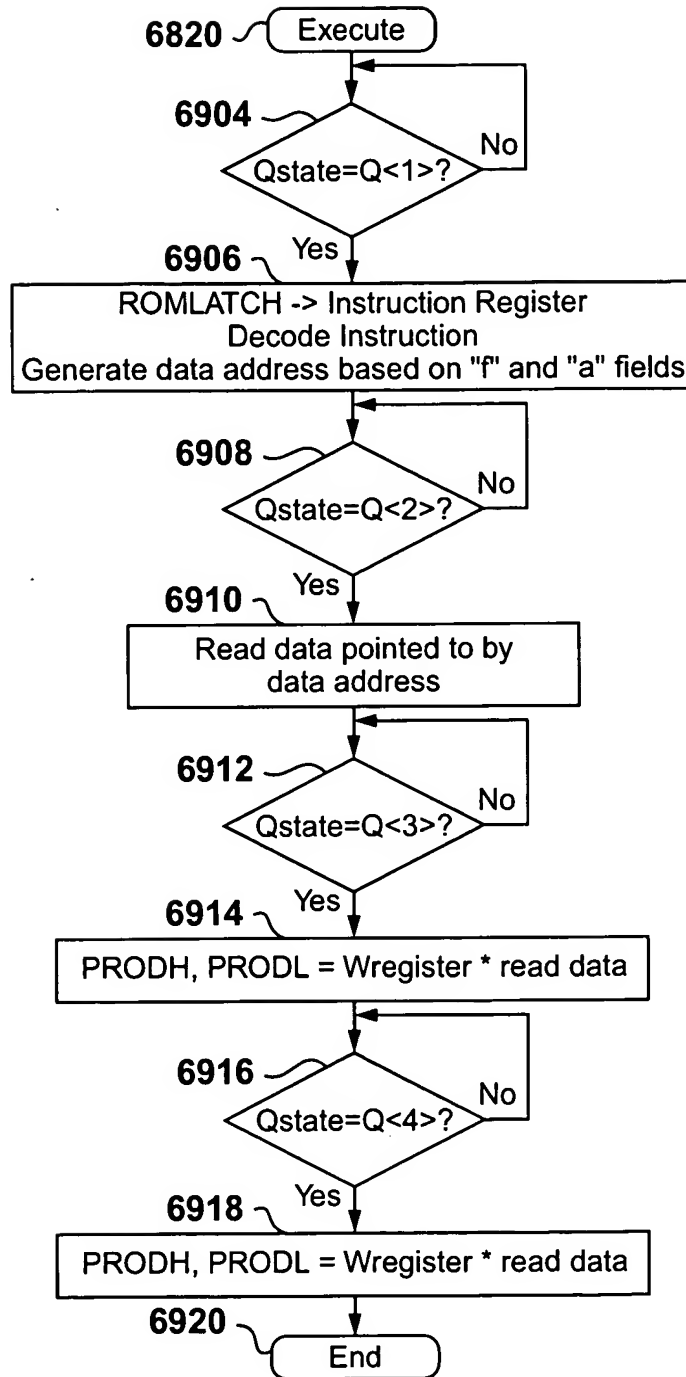 6820
Execute
6904
No
Qstate=Q<1>?
Yes
6906
ROMLATCH -> Instruction Register
Decode Instruction
Generate data address based on "f" and "a" fields
6908
No
Qstate=Q<2>?
Yes
6910
Read data pointed to by
data address
6912
No
Qstate=Q<3>?
Yes
6914
PRODH, PRODL = Wregister * read data
6916
No
Qstate=Q<4>?
Yes
6918
PRODH, PRODL = Wregister * read data
6920
End